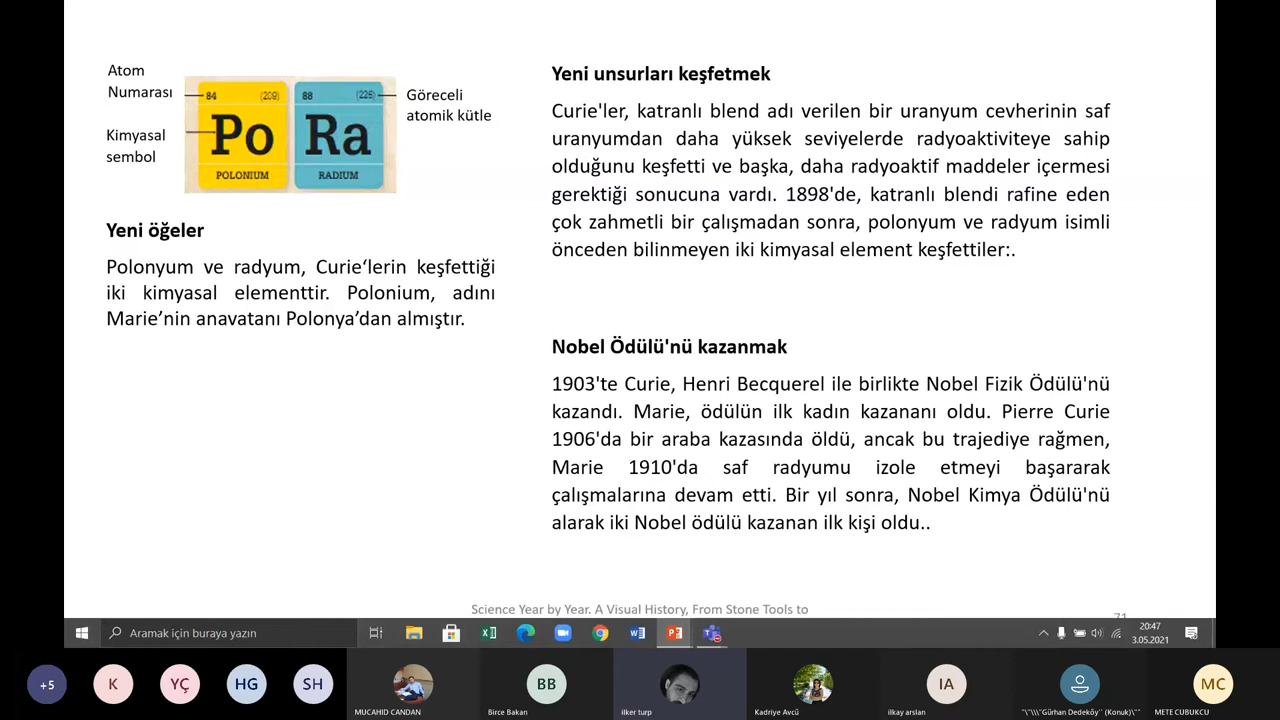 Atom
Numarası
Kimyasal
sembol
84 (209)
Po
POLONIUM
88 (226)
Ra
RADIUM
Göreceli
atomik kütle
Yeni öğeler
Polonyum ve radyum, Curie‘lerin keşfettiği
iki kimyasal elementtir. Polonium, adını
Marie’nin anavatanı Polonya’dan almıştır.
Yeni unsurları keşfetmek
Curie'ler, katranlı blend adı verilen bir uranyum cevherinin saf
uranyumdan daha yüksek seviyelerde radyoaktiviteye sahip
olduğunu keşfetti ve başka, daha radyoaktif maddeler içermesi
gerektiği sonucuna vardı. 1898'de, katranlı blendi rafine eden
çok zahmetli bir çalışmadan sonra, polonyum ve radyum isimli
önceden bilinmeyen iki kimyasal element keşfettiler:.
Nobel Ödülü'nü kazanmak
1903'te Curie, Henri Becquerel ile birlikte Nobel Fizik Ödülü'nü
kazandı. Marie, ödülün ilk kadın kazananı oldu. Pierre Curie
1906'da bir araba kazasında öldü, ancak bu trajediye rağmen,
Marie 1910'da saf radyumu izole etmeyi başararak
çalışmalarına devam etti. Bir yıl sonra, Nobel Kimya Ödülü'nü
alarak iki Nobel ödülü kazanan ilk kişi oldu..
Science Year by Year. A Visual History, From Stone Tools to
71
Aramak için buraya yazın
20:47
3.05.2021
+5
K
YÇ
HG
SH
MUCAHID CANDAN
BB
Birce Bakan
ilker turp
Kadriye Avcü
IA
ilkay arslan
"\"\\\"Gürhan Dedeköy'' (Konuk)\""
MC
METE CUBUKCU